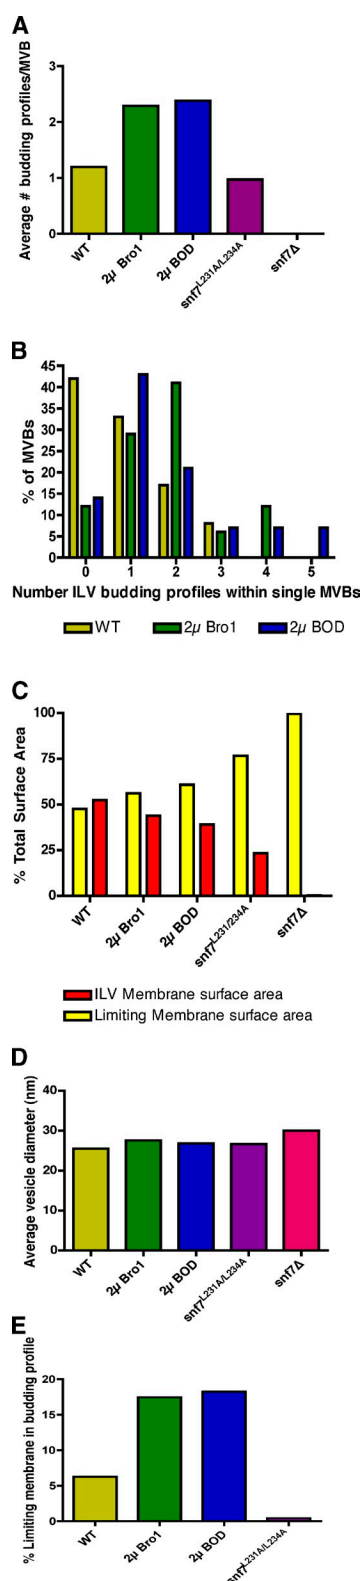 A
Average # budding profiles/MVB
3
2
1
0
WT
2μ Bro1
2μ BOD
snf7L231A/L234A
snf7Δ
B
% of MVBs
45
40
35
30
25
20
15
10
5
0
0 1 2 3 4 5
Number ILV budding profiles within single MVBs
WT 2μ Bro1 2μ BOD
C
% Total Surface Area
100
75
50
25
0
WT
2μ Bro1
2μ BOD
snf7L231/234A
snf7Δ
ILV Membrane surface area
Limiting Membrane surface area
D
Average vesicle diameter (nm)
40
30
20
10
0
WT
2μ Bro1
2μ BOD
snf7L231A/L234A
snf7Δ
E
% Limiting membrane in budding profile
20
15
10
5
0
WT
2μ Bro1
2μ BOD
snf7L231A/L234A